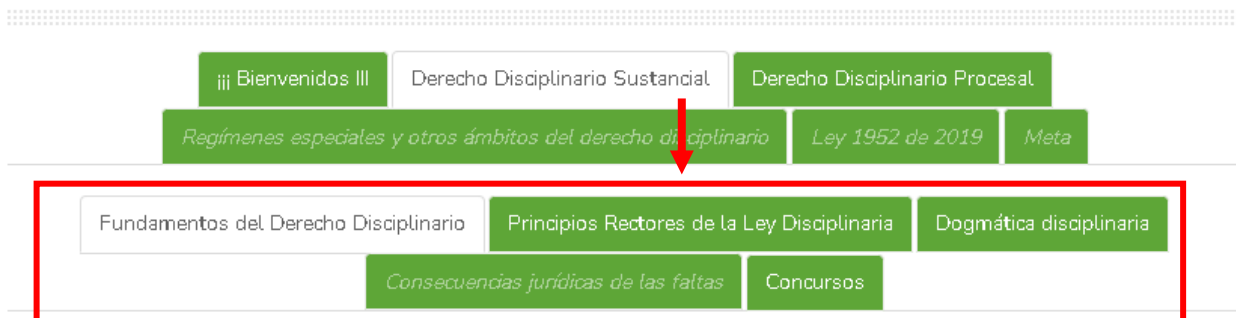 ¡¡¡ Bienvenidos III Derecho Disciplinario Sustancial Derecho Disciplinario Procesal
Regímenes especiales y otros ámbitos del derecho disciplinario Ley 1952 de 2019 Meta
Fundamentos del Derecho Disciplinario Principios Rectores de la Ley Disciplinaria Dogmática disciplinaria
Consecuencias jurídicas de las faltas Concursos